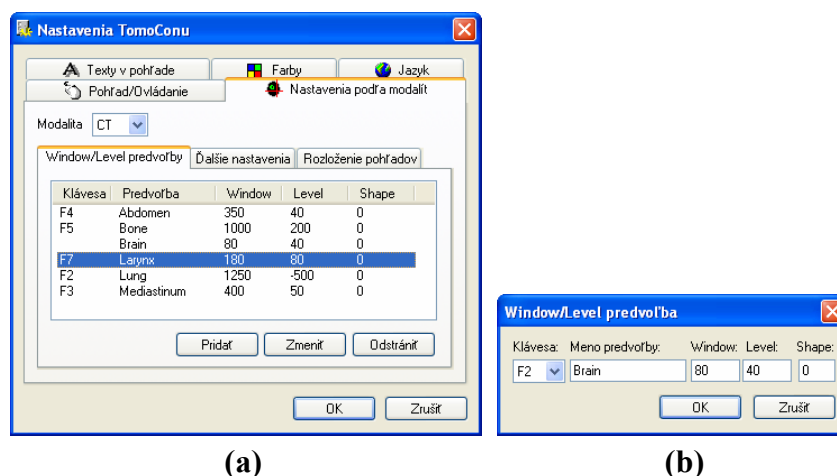 Nastavenia TomoConu
Texty v pohľade Farby Jazyk
Pohľad/Ovládanie Nastavenia podľa modalít
Modalita CT
Window/Level predvoľby Ďalšie nastavenia Rozloženie pohľadov
Klávesa Predvoľba Window Level Shape
F4 Abdomen 350 40 0
F5 Bone 1000 200 0
Brain 80 40 0
F7 Larynx 180 80 0
F2 Lung 1250 -500 0
F3 Mediastinum 400 50 0
Pridať Zmeniť Odstrániť
OK Zrušiť
(a)
Window/Level predvoľba
Klávesa: Meno predvoľby: Window: Level: Shape:
F2 Brain 80 40 0
OK Zrušiť
(b)